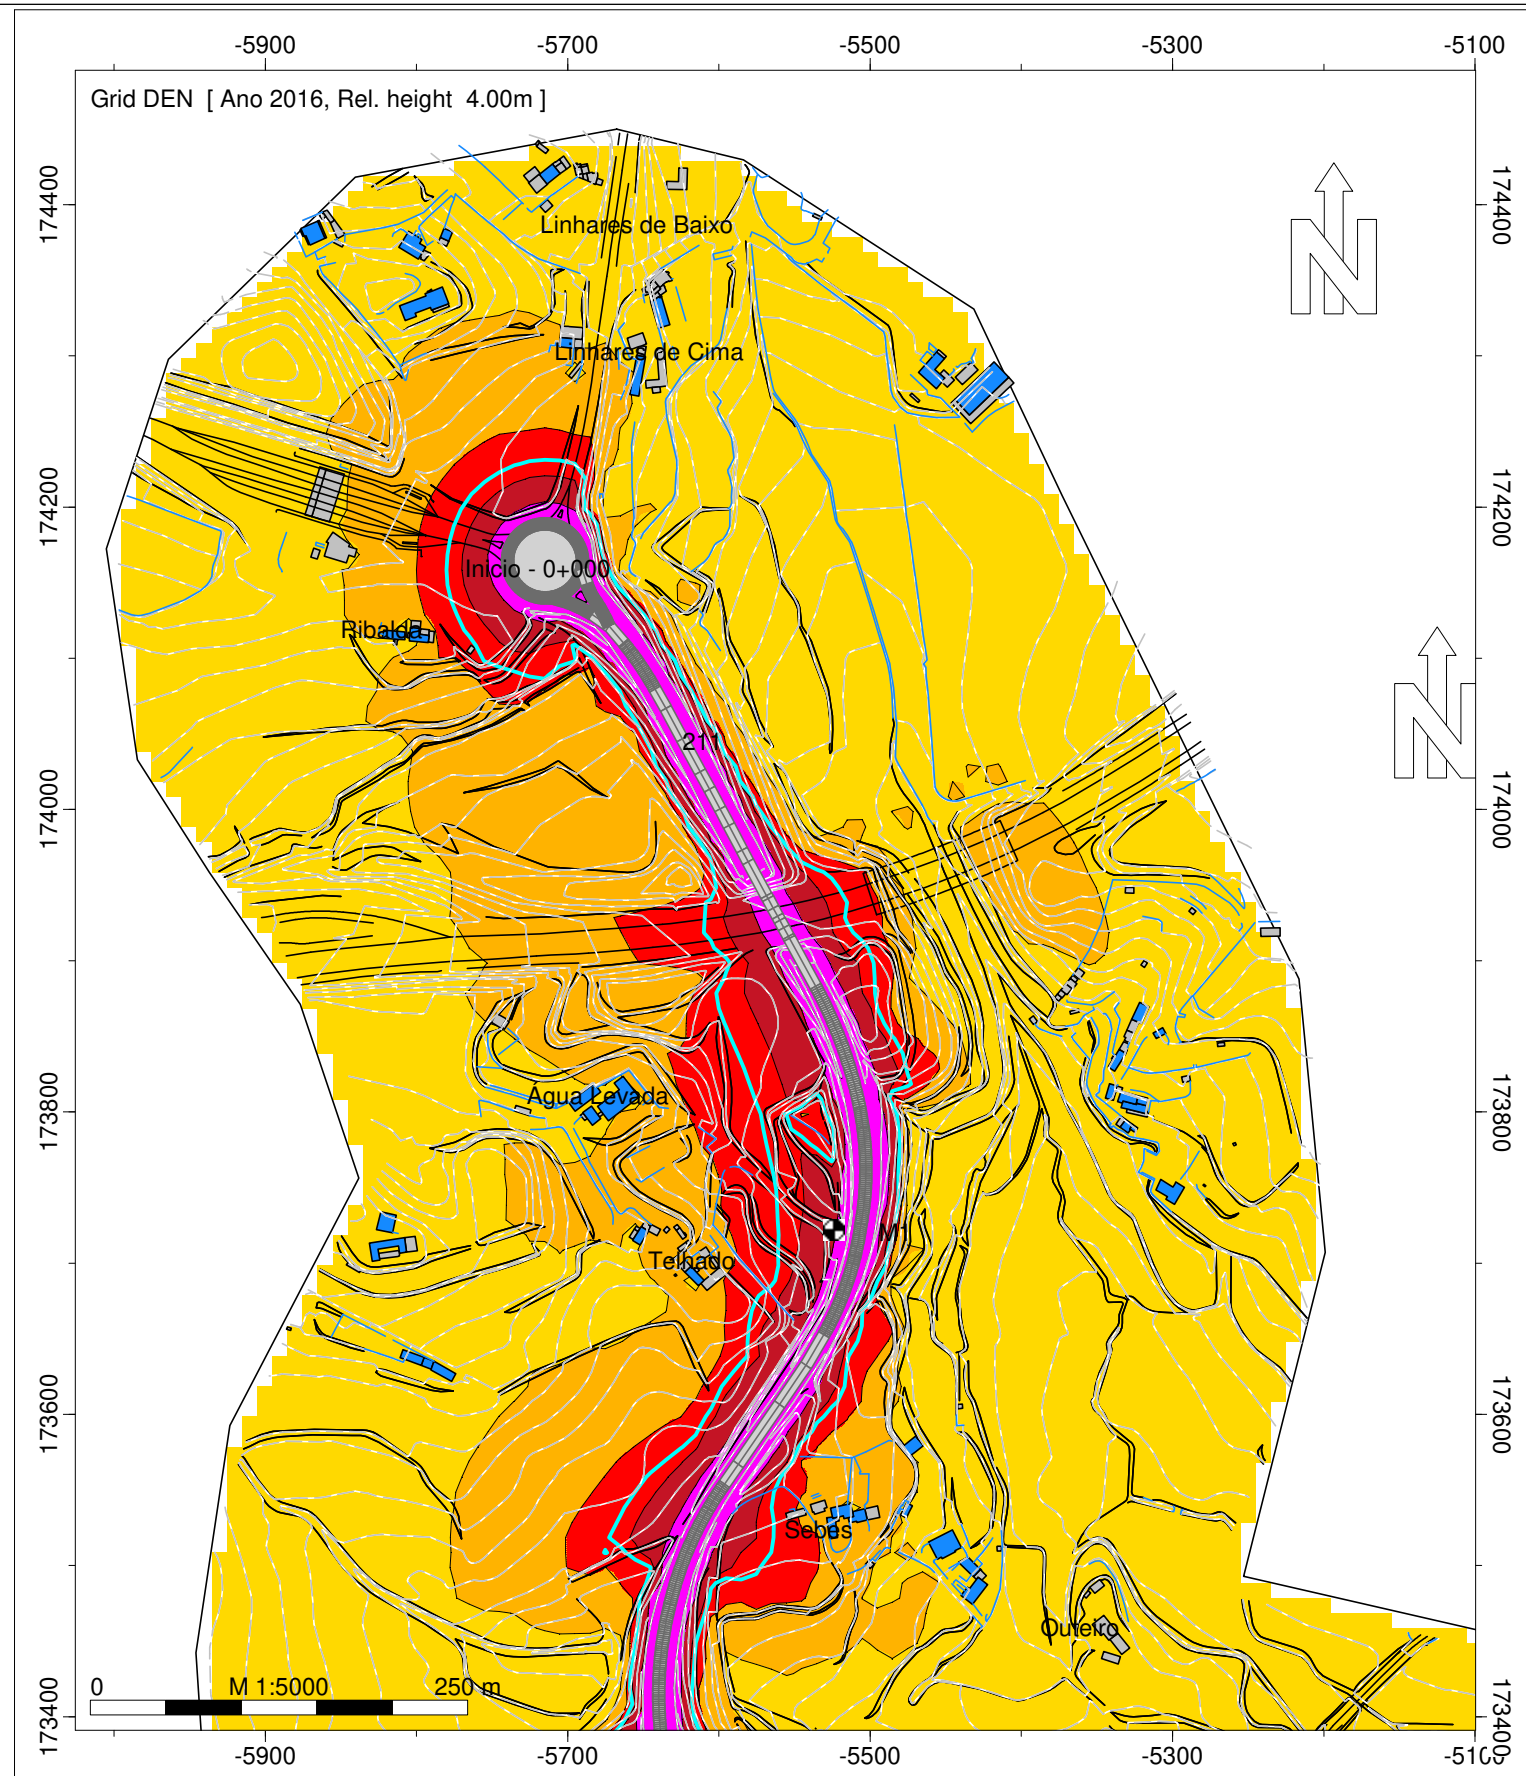 -5900 -5700 -5500 -5300 -5100
Grid DEN [ Ano 2016, Rel. height 4.00m ]
174400
174400
Linhares de Baixo
N
Linhares de Cima
174200
174200
Inicio - 0+000
Ribalda
N
211
174000
174000
Água Levada
173800
173800
M1
Telhado
173600
173600
Sebes
Outeiro
0 M 1:5000 250 m
173400
173400
-5900 -5700 -5500 -5300 -5100